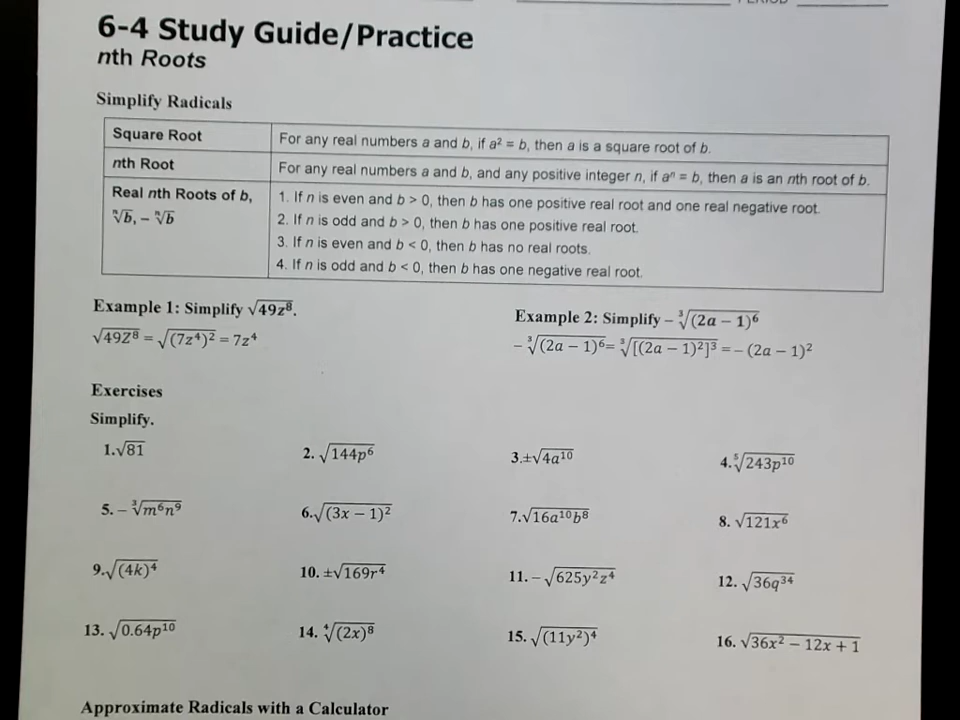 6-4 Study Guide/Practice
nth Roots
Simplify Radicals
Square Root
For any real numbers a and b, if a² = b, then a is a square root of b.
nth Root
For any real numbers a and b, and any positive integer n, if aⁿ = b, then a is an nth root of b.
Real nth Roots of b,
ⁿ√b, – ⁿ√b
1. If n is even and b > 0, then b has one positive real root and one real negative root.
2. If n is odd and b > 0, then b has one positive real root.
3. If n is even and b < 0, then b has no real roots.
4. If n is odd and b < 0, then b has one negative real root.
Example 1: Simplify √49z⁸.
√49Z⁸ = √(7z⁴)² = 7z⁴
Example 2: Simplify – ³√(2a – 1)⁶
– ³√(2a – 1)⁶= ³√[(2a – 1)²]³ = – (2a – 1)²
Exercises
Simplify.
1.√81 2. √144p⁶ 3.±√4a¹⁰ 4.⁵√243p¹⁰
5. – ³√m⁶n⁹ 6.√(3x – 1)² 7.√16a¹⁰b⁸ 8. √121x⁶
9.√(4k)⁴ 10. ±√169r⁴ 11. – √625y²z⁴ 12. √36q³⁴
13. √0.64p¹⁰ 14. ⁴√(2x)⁸ 15. √(11y²)⁴ 16. √36x² – 12x + 1
Approximate Radicals with a Calculator